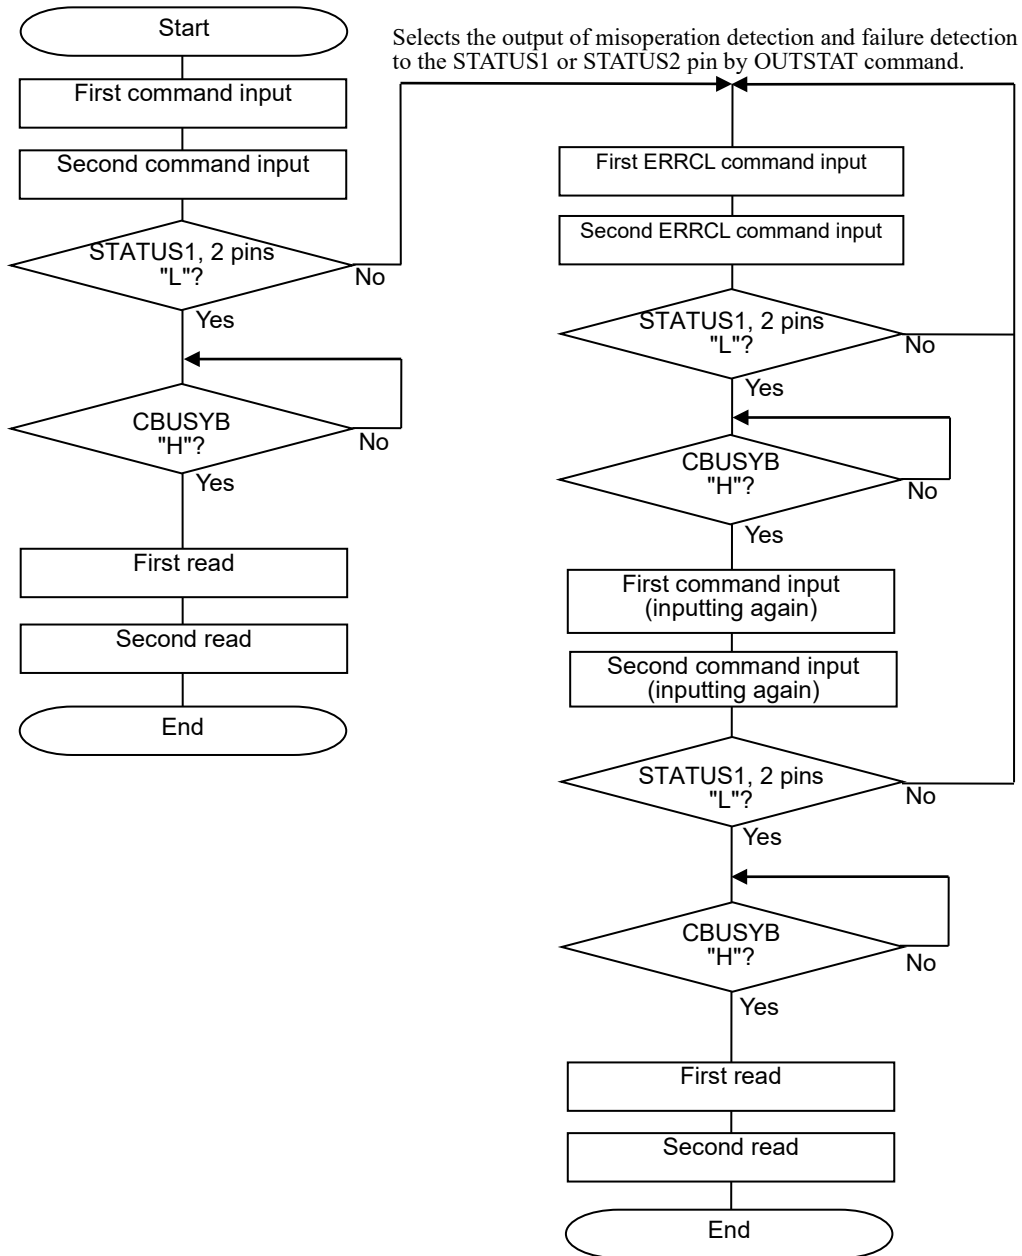 Start
First command input
Second command input
STATUS1, 2 pins
"L"?
No
Yes
CBUSYB
"H"?
No
Yes
First read
Second read
End
Selects the output of misoperation detection and failure detection
to the STATUS1 or STATUS2 pin by OUTSTAT command.
First ERRCL command input
Second ERRCL command input
STATUS1, 2 pins
"L"?
No
Yes
CBUSYB
"H"?
No
Yes
First command input
(inputting again)
Second command input
(inputting again)
STATUS1, 2 pins
"L"?
No
Yes
CBUSYB
"H"?
No
Yes
First read
Second read
End